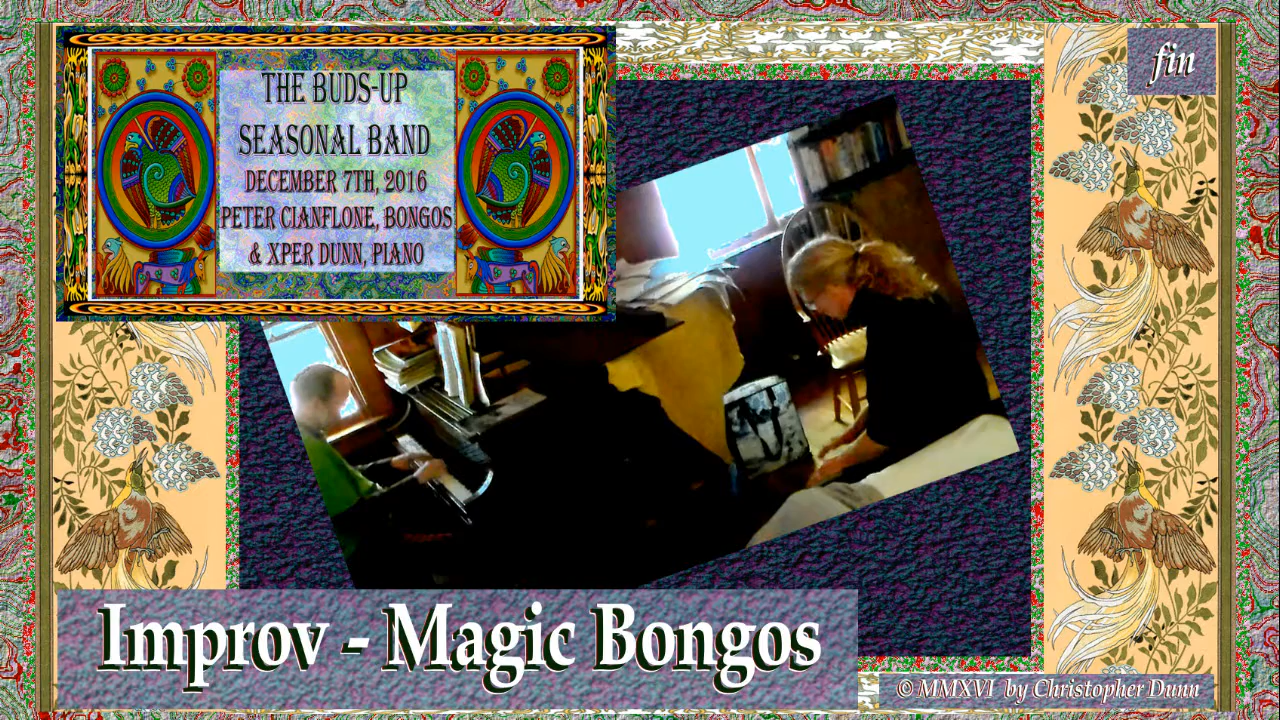 THE BUDS-UP
SEASONAL BAND
DECEMBER 7TH, 2016
PETER CIANFLONE, BONGOS
& XPER DUNN, PIANO
fin
Improv - Magic Bongos
© MMXVI by Christopher Dunn